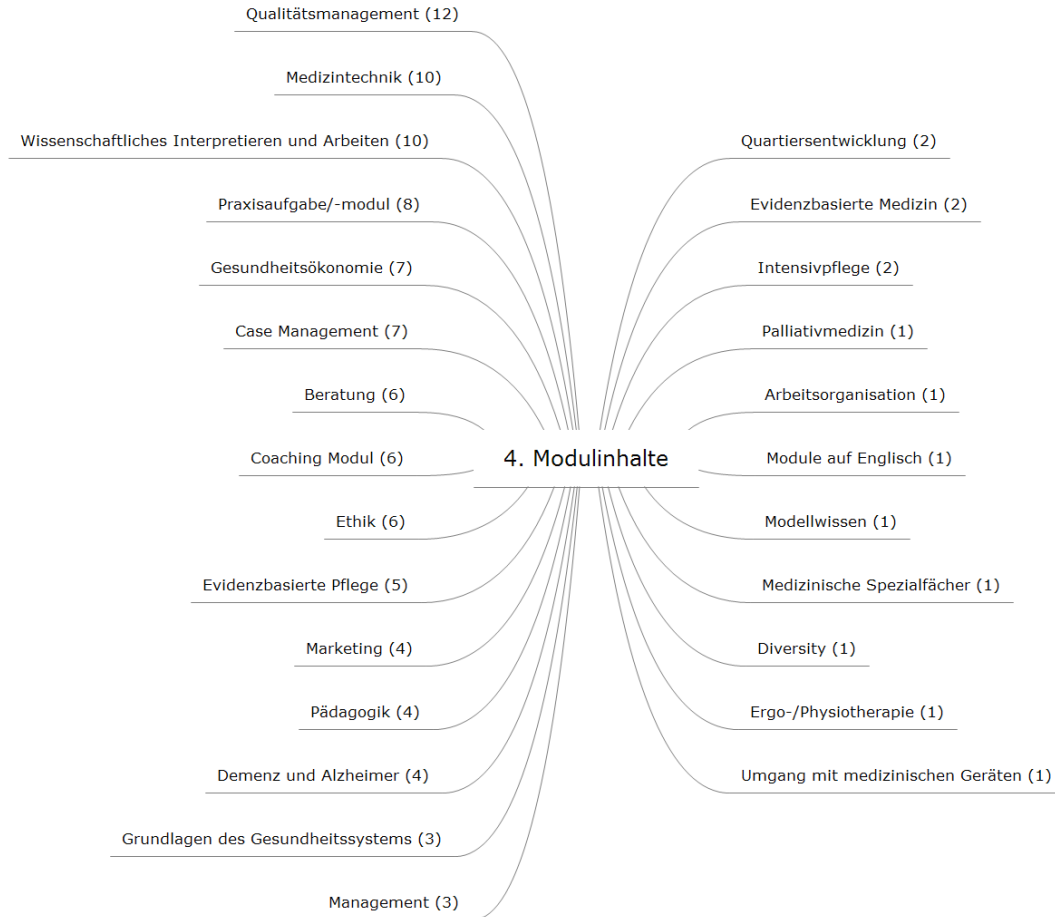 Qualitätsmanagement (12)
Medizintechnik (10)
Wissenschaftliches Interpretieren und Arbeiten (10)
Praxisaufgabe/-modul (8)
Gesundheitsökonomie (7)
Case Management (7)
Beratung (6)
Coaching Modul (6)
Ethik (6)
Evidenzbasierte Pflege (5)
Marketing (4)
Pädagogik (4)
Demenz und Alzheimer (4)
Grundlagen des Gesundheitssystems (3)
Management (3)
4. Modulinhalte
Quartiersentwicklung (2)
Evidenzbasierte Medizin (2)
Intensivpflege (2)
Palliativmedizin (1)
Arbeitsorganisation (1)
Module auf Englisch (1)
Modellwissen (1)
Medizinische Spezialfächer (1)
Diversity (1)
Ergo-/Physiotherapie (1)
Umgang mit medizinischen Geräten (1)